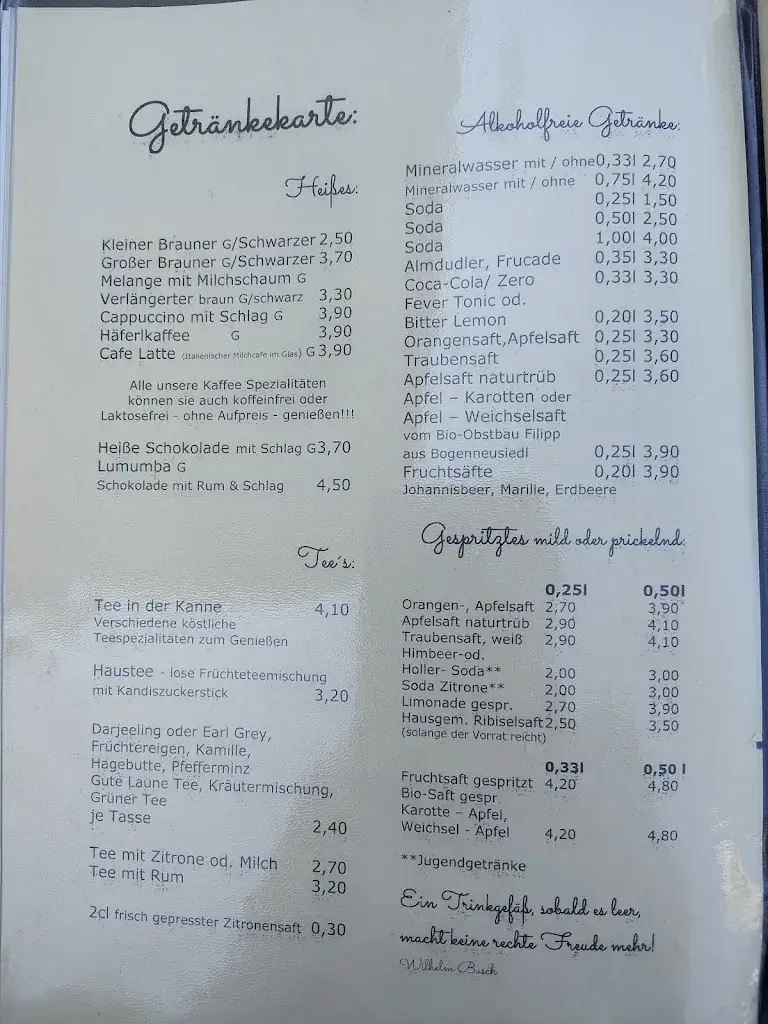 Getränkekarte:
Heißes:
Kleiner Brauner G/Schwarzer 2,50
Großer Brauner G/Schwarzer 3,70
Melange mit Milchschaum G
Verlängerter braun G/schwarz 3,30
Cappuccino mit Schlag G 3,90
Häferlkaffee G 3,90
Cafe Latte (Italienischer Milchcafe im Glas) G 3,90
Alle unsere Kaffee Spezialitäten
können sie auch koffeinfrei oder
Laktosefrei - ohne Aufpreis - genießen!!!
Heiße Schokolade mit Schlag G3,70
Lumumba G
Schokolade mit Rum & Schlag 4,50
Tee´s:
Tee in der Kanne 4,10
Verschiedene köstliche
Teespezialitäten zum Genießen
Haustee - lose Früchteteemischung
mit Kandiszuckerstick 3,20
Darjeeling oder Earl Grey,
Früchtereigen, Kamille,
Hagebutte, Pfefferminz
Gute Laune Tee, Kräutermischung,
Grüner Tee
je Tasse 2,40
Tee mit Zitrone od. Milch 2,70
Tee mit Rum 3,20
2cl frisch gepresster Zitronensaft 0,30
Alkoholfreie Getränke:
Mineralwasser mit / ohne0,33l 2,70
Mineralwasser mit / ohne 0,75l 4,20
Soda 0,25l 1,50
Soda 0,50l 2,50
Soda 1,00l 4,00
Almdudler, Frucade 0,35l 3,30
Coca-Cola/ Zero 0,33l 3,30
Fever Tonic od.
Bitter Lemon 0,20l 3,50
Orangensaft,Apfelsaft 0,25l 3,30
Traubensaft 0,25l 3,60
Apfelsaft naturtrüb 0,25l 3,60
Apfel – Karotten oder
Apfel – Weichselsaft
vom Bio-Obstbau Filipp
aus Bogenneusiedl 0,25l 3,90
Fruchtsäfte 0,20l 3,90
Johannisbeer, Marille, Erdbeere
Gespritztes mild oder prickelnd:
0,25l 0,50l
Orangen-, Apfelsaft 2,70 3,90
Apfelsaft naturtrüb 2,90 4,10
Traubensaft, weiß 2,90 4,10
Himbeer-od.
Holler- Soda** 2,00 3,00
Soda Zitrone** 2,00 3,00
Limonade gespr. 2,70 3,90
Hausgem. Ribiselsaft2,50 3,50
(solange der Vorrat reicht)
0,33l 0,50 l
Fruchtsaft gespritzt 4,20 4,80
Bio-Saft gespr.
Karotte – Apfel,
Weichsel - Apfel 4,20 4,80
**Jugendgetränke
Ein Trinkgefäß, sobald es leer,
macht keine rechte Freude mehr!
Wilhelm Busch